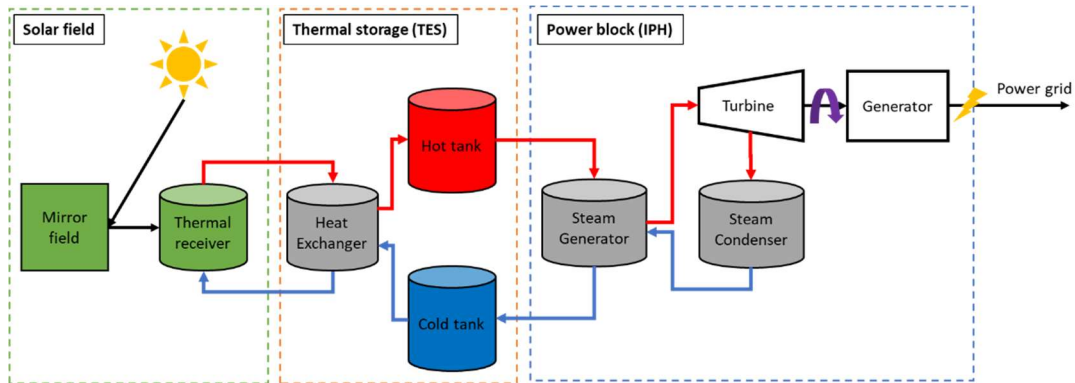 Solar field
Thermal storage (TES)
Power block (IPH)
Turbine
Generator
Power grid
Hot tank
Mirror
field
Thermal
receiver
Heat
Exchanger
Steam
Generator
Steam
Condenser
Cold tank